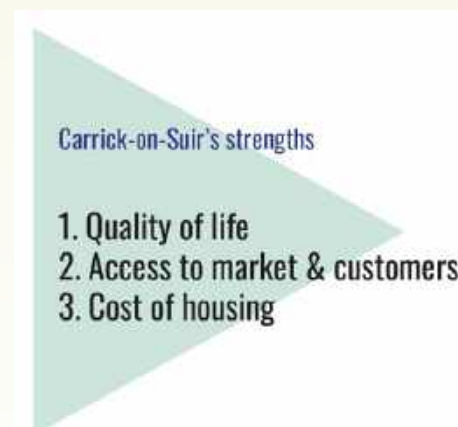 Carrick-on-Suir's strengths
1. Quality of life
2. Access to market & customers
3. Cost of housing